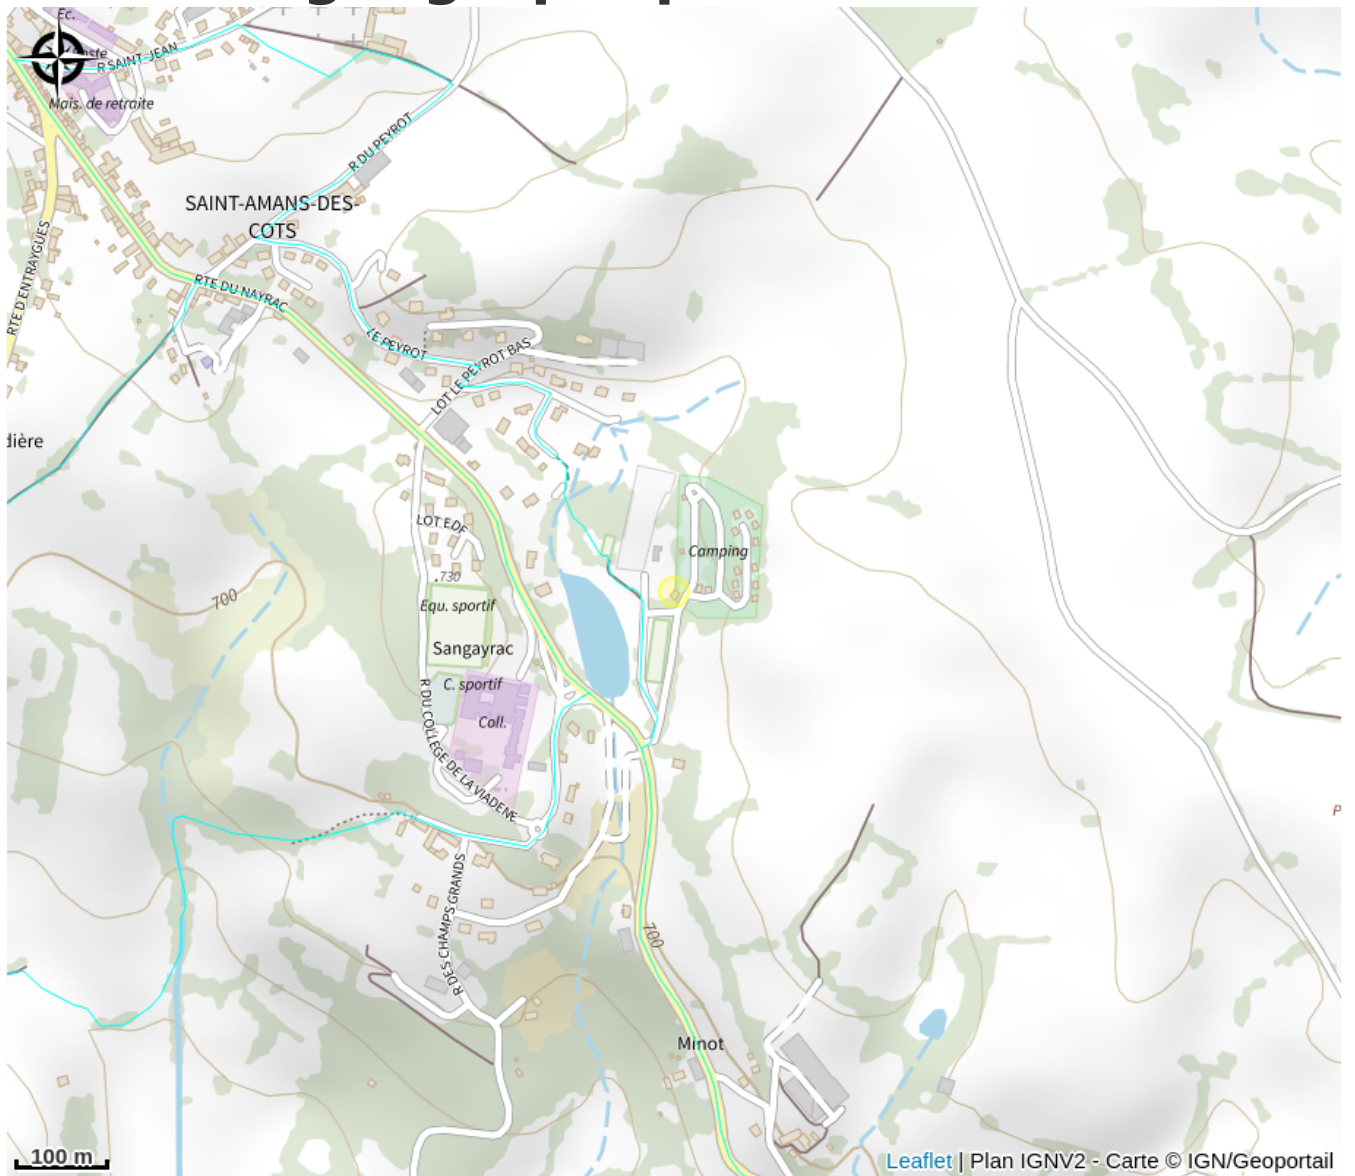 Éc.
R SAINT-JEAN
Mais. de retraite
R DU PEYROT
SAINT-AMANS-DES-
COTS
RTE D'ENTRAYGUES
RTE DU NAYRAC
LE PEYROT
LOT LE PEYROT BAS
dière
LOT EDF
Camping
730
700
Equ. sportif
Sangayrac
C. sportif
Coll.
R DU COLLEGE DE LA VIADENE
R DES CHAMPS GRANDS
700
Minot
P
100 m
Leaflet | Plan IGNV2 - Carte © IGN/Geoportail